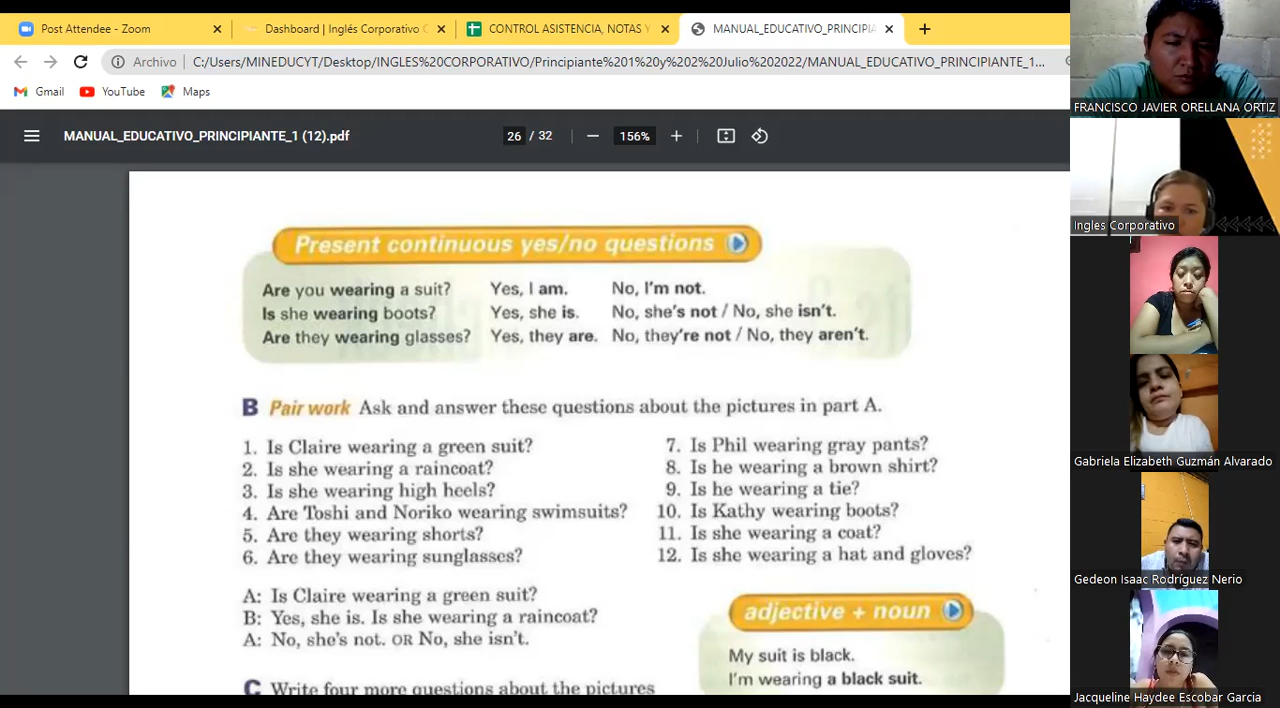 Post Attendee - Zoom
Dashboard | Inglés Corporativo
CONTROL ASISTENCIA, NOTAS Y
MANUAL_EDUCATIVO_PRINCIPIA
Archivo
C:/Users/MINEDUCYT/Desktop/INGLES%20CORPORATIVO/Principiante%201%20y%202%20Julio%202022/MANUAL_EDUCATIVO_PRINCIPIANTE_1...
Gmail
YouTube
Maps
MANUAL_EDUCATIVO_PRINCIPIANTE_1 (12).pdf
26 / 32
156%
Present continuous yes/no questions
Are you wearing a suit? Yes, I am. No, I'm not.
Is she wearing boots? Yes, she is. No, she's not / No, she isn't.
Are they wearing glasses? Yes, they are. No, they're not / No, they aren't.
B Pair work Ask and answer these questions about the pictures in part A.
1. Is Claire wearing a green suit?
2. Is she wearing a raincoat?
3. Is she wearing high heels?
4. Are Toshi and Noriko wearing swimsuits?
5. Are they wearing shorts?
6. Are they wearing sunglasses?
7. Is Phil wearing gray pants?
8. Is he wearing a brown shirt?
9. Is he wearing a tie?
10. Is Kathy wearing boots?
11. Is she wearing a coat?
12. Is she wearing a hat and gloves?
A: Is Claire wearing a green suit?
B: Yes, she is. Is she wearing a raincoat?
A: No, she's not. OR No, she isn't.
adjective + noun
My suit is black.
I'm wearing a black suit.
C Write four more questions about the pictures
FRANCISCO JAVIER ORELLANA ORTIZ
Ingles Corporativo
Gabriela Elizabeth Guzmán Alvarado
Gedeon Isaac Rodríguez Nerio
Jacqueline Haydee Escobar Garcia